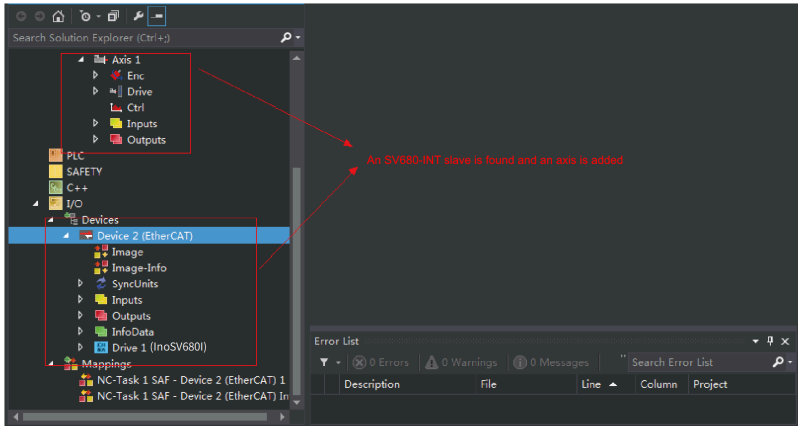 Search Solution Explorer (Ctrl+;)
Axis 1
Enc
Drive
Ctrl
Inputs
Outputs
PLC
SAFETY
C++
I/O
Devices
Device 2 (EtherCAT)
Image
Image-Info
SyncUnits
Inputs
Outputs
InfoData
Drive 1 (InoSV680I)
Mappings
NC-Task 1 SAF - Device 2 (EtherCAT) 1
NC-Task 1 SAF - Device 2 (EtherCAT) In
An SV680-INT slave is found and an axis is added
Error List
0 Errors 0 Warnings 0 Messages Search Error List
Description File Line Column Project